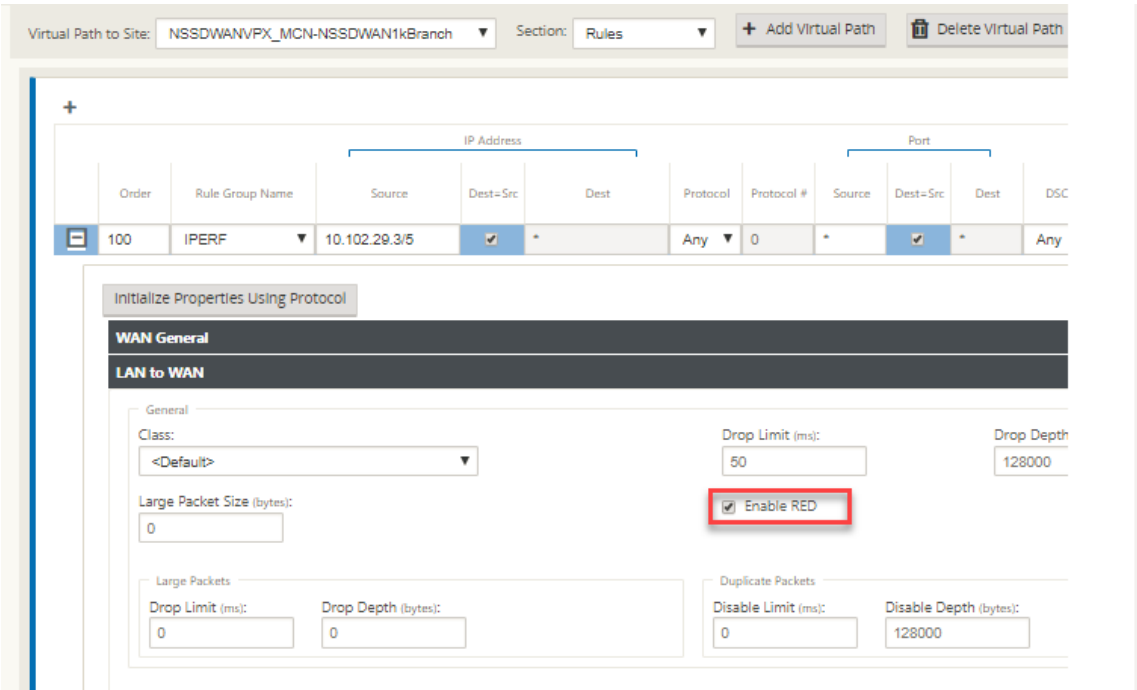 Virtual Path to Site: NSSDWANVPX_MCN-NSSDWAN1kBranch Section: Rules + Add Virtual Path Delete Virtual Path
+
IP Address Port
Order Rule Group Name Source Dest=Src Dest Protocol Protocol # Source Dest=Src Dest DSC
100 IPERF 10.102.29.3/5 * Any 0 * * Any
Initialize Properties Using Protocol
WAN General
LAN to WAN
General
Class: Drop Limit (ms): Drop Depth
<Default> 50 128000
Large Packet Size (bytes): Enable RED
0
Large Packets Duplicate Packets
Drop Limit (ms): Drop Depth (bytes): Disable Limit (ms): Disable Depth (bytes):
0 0 0 128000